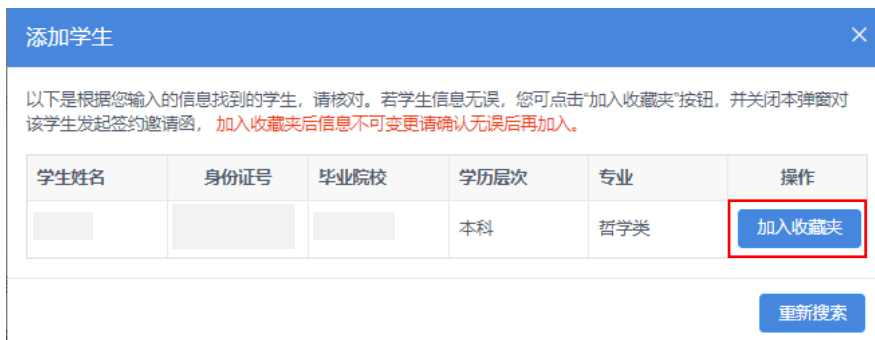 添加学生
以下是根据您输入的信息找到的学生，请核对。若学生信息无误，您可点击“加入收藏夹”按钮，并关闭本弹窗对
该学生发起签约邀请函，加入收藏夹后信息不可变更请确认无误后再加入。
学生姓名 身份证号 毕业院校 学历层次 专业 操作
本科 哲学类 加入收藏夹
重新搜索